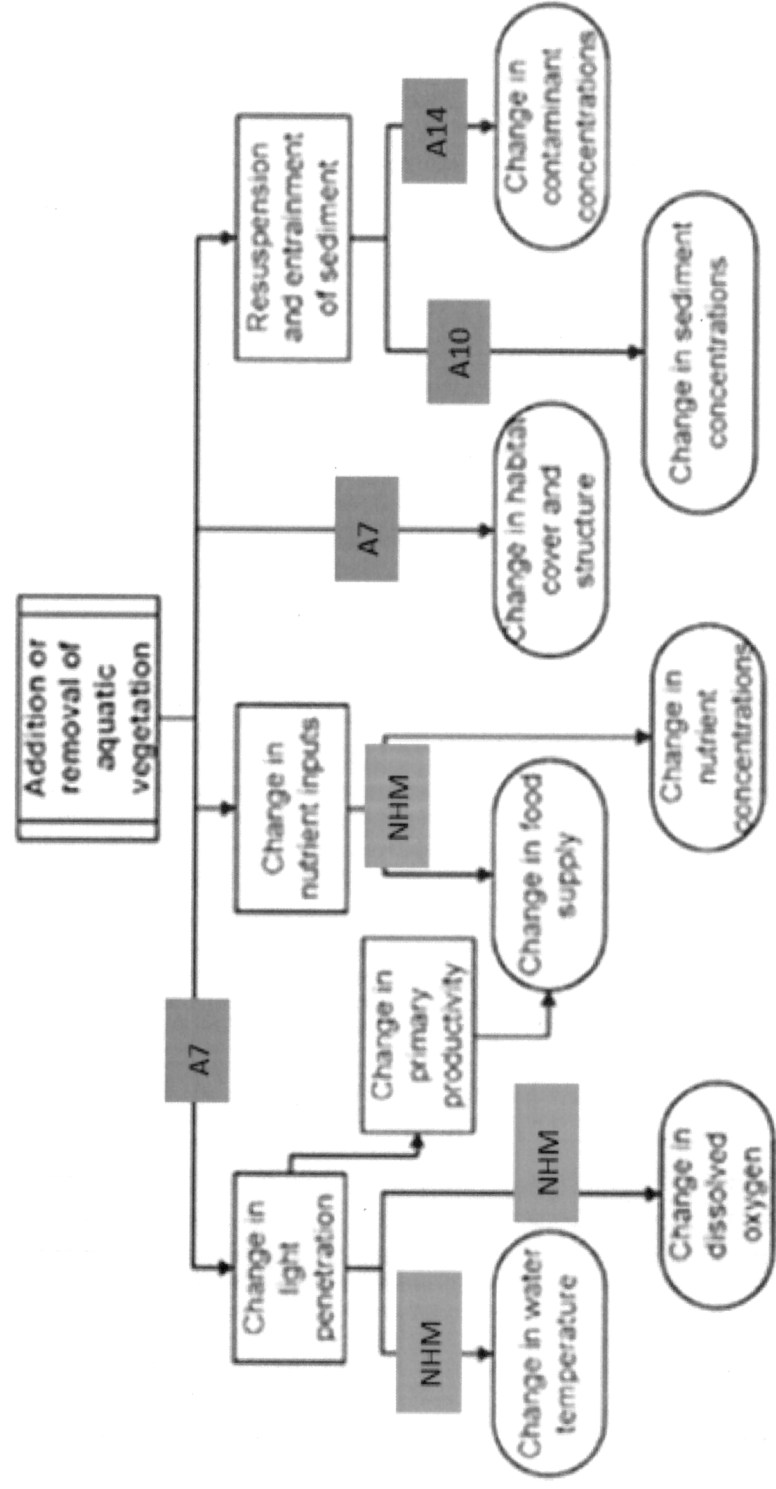 Addition or
removal of
aquatic
vegetation
A7
Change in
light
penetration
Change in
nutrient inputs
Resuspension
and entrainment
of sediment
Change in
primary
productivity
NHM
NHM
NHM
A7
A10
A14
Change in water
temperature
Change in food
supply
Change in habitat
cover and
structure
Change in
contaminant
concentrations
Change in
dissolved
oxygen
Change in
nutrient
concentrations
Change in sediment
concentrations